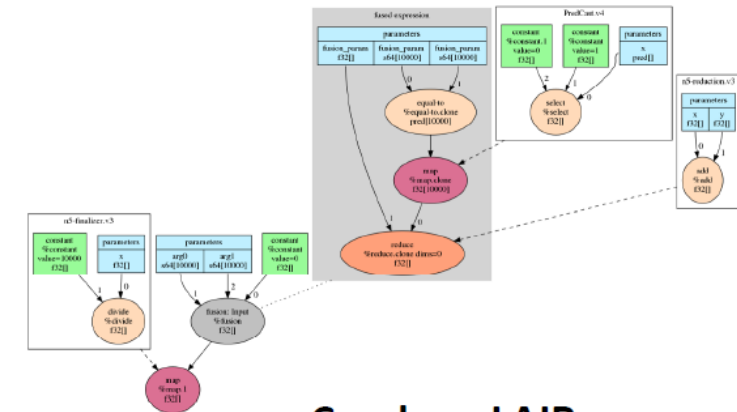 fused expression
parameters
fusion_param fusion_param fusion_param
f32[] s64[10000] s64[10000]
0 1
equal-to
%equal-to.clone
pred[10000]
map
%map.clone
f32[10000]
1 0
reduce
%reduce.clone dims=0
f32[]
PredCast.v4
constant
%constant.1
value=0
f32[]
constant
%constant
value=1
f32[]
parameters
x
pred[]
2 1 0
select
%select
f32[]
n5-reduction.v3
parameters
x y
f32[] f32[]
0 1
add
%add
f32[]
n5-finalizer.v3
constant
%constant
value=10000
f32[]
parameters
x
f32[]
1 0
divide
%divide
f32[]
parameters
arg0 arg1
s64[10000] s64[10000]
constant
%constant
value=0
f32[]
1 2 0
fusion: Input
%fusion
f32[]
map
%map.1
f32[]